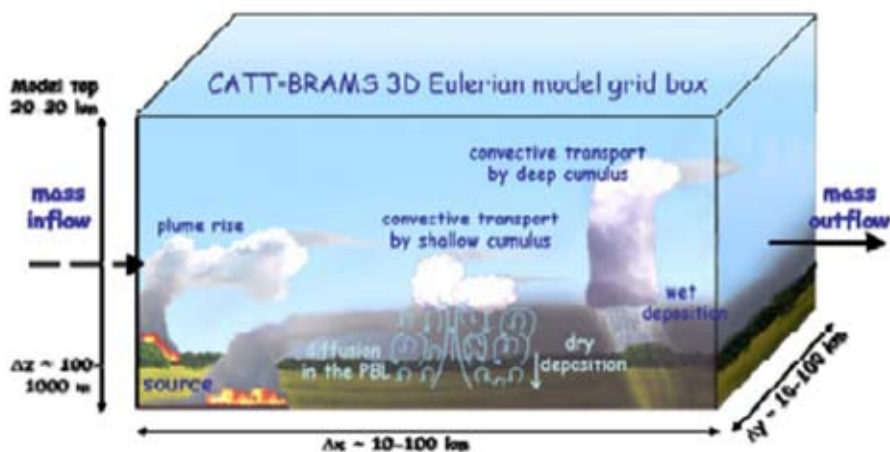 CATT-BRAMS 3D Eulerian model grid box
Model Top
20-30 km
mass
inflow
plume rise
convective transport
by shallow cumulus
convective transport
by deep cumulus
mass
outflow
wet
deposition
diffusion
in the PBL
dry
deposition
source
Δz ~ 100-
1000 m
Δx ~ 10-100 km
Δy ~ 10-100 km